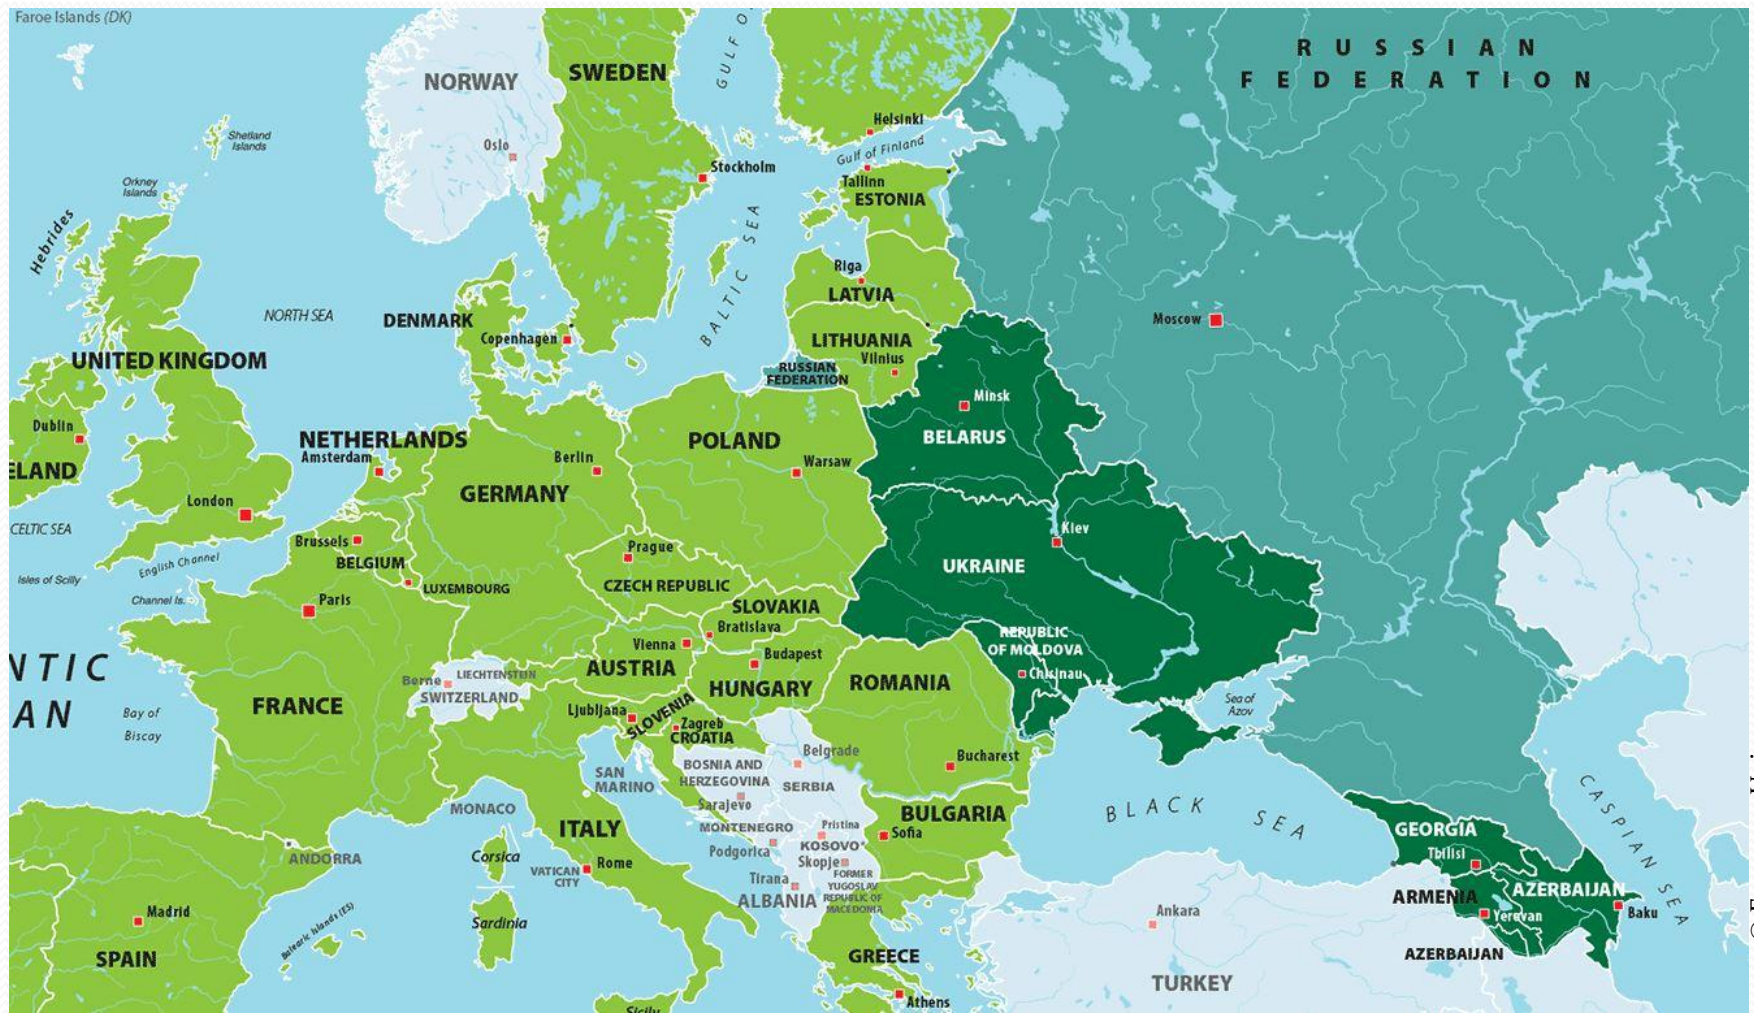 Faroe Islands (DK)
RUSSIAN
FEDERATION
NORWAY
SWEDEN
GULF O
Helsinki
Gulf of Finland
Shetland
Islands
Oslo
Stockholm
Tallinn
ESTONIA
Orkney
Islands
Hebrides
BALTIC SEA
Riga
LATVIA
NORTH SEA
DENMARK
Copenhagen
Moscow
LITHUANIA
Vilnius
UNITED KINGDOM
RUSSIAN
FEDERATION
Minsk
BELARUS
Dublin
ELAND
NETHERLANDS
Amsterdam
Berlin
POLAND
Warsaw
GERMANY
London
CELTIC SEA
Kiev
Brussels
BELGIUM
English Channel
Prague
CZECH REPUBLIC
UKRAINE
Isles of Scilly
Channel Is.
LUXEMBOURG
Paris
SLOVAKIA
Bratislava
Vienna
AUSTRIA
Budapest
HUNGARY
REPUBLIC
OF MOLDOVA
Chisinau
NTIC
AN
Berne
LIECHTENSTEIN
SWITZERLAND
ROMANIA
FRANCE
Bay of
Biscay
Ljubljana
SLOVENIA
Zagreb
CROATIA
Sea of
Azov
Belgrade
Bucharest
BOSNIA AND
HERZEGOVINA
SERBIA
SAN
MARINO
Sarajevo
MONACO
BULGARIA
Sofia
BLACK SEA
CASPIAN SEA
ITALY
MONTENEGRO
Podgorica
Pristina
KOSOVO*
Skopje
GEORGIA
Tbilisi
ANDORRA
Corsica
VATICAN
CITY
Rome
Tirana
ALBANIA
FORMER
YUGOSLAV
REPUBLIC OF
MACEDONIA
ARMENIA
AZERBAIJAN
Yerevan
Baku
Madrid
SPAIN
Balearic Islands (ES)
Sardinia
Ankara
TURKEY
AZERBAIJAN
GREECE
Athens
Sicily